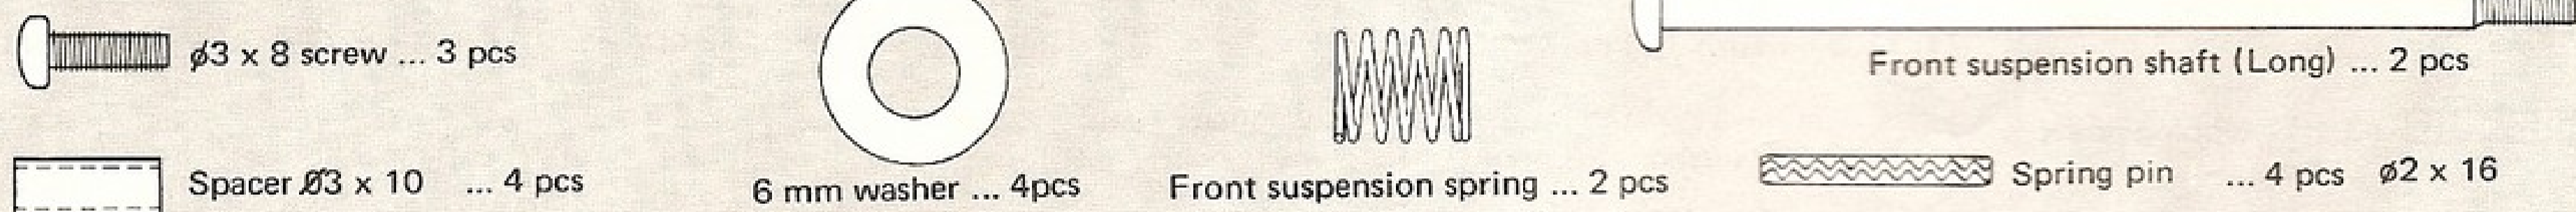 ø3 x 8 screw ... 3 pcs
Front suspension shaft (Long) ... 2 pcs
Spacer Ø3 x 10 ... 4 pcs
6 mm washer ... 4pcs
Front suspension spring ... 2 pcs
Spring pin ... 4 pcs ø2 x 16